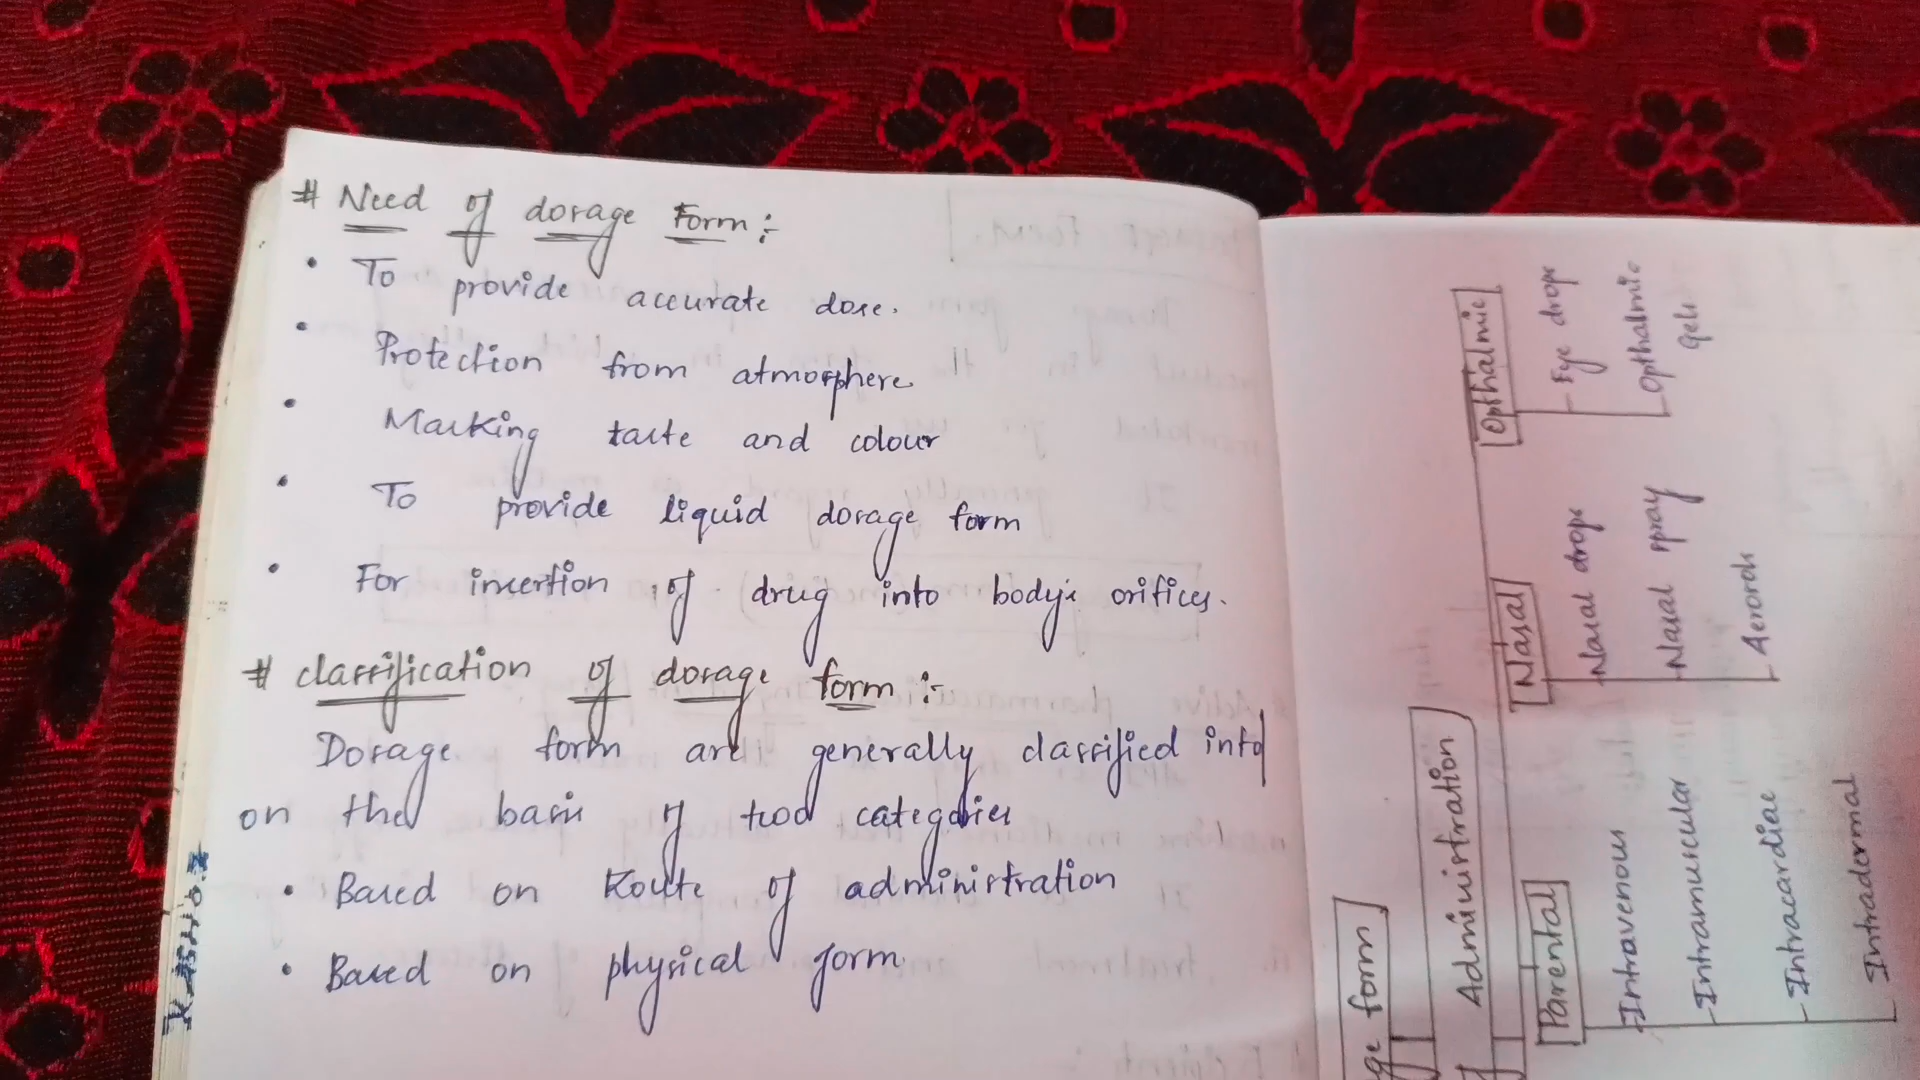 # Need of dosage Form :-
• To provide accurate dose.
• Protection from atmosphere
• Masking taste and colour
• To provide liquid dosage form
• For insertion of drug into body's orifices.
# classification of dosage form :-
Dosage form are generally classified into
on the basis of two categories
• Based on Route of administration
• Based on physical form
form
Administration
Parental
- Intravenous
- Intramuscular
- Intracardiac
Intradermal
Nasal
- Nasal drops
- Nasal spray
Aerosols
Opthalmic
- Eye drops
Opthalmic
gels